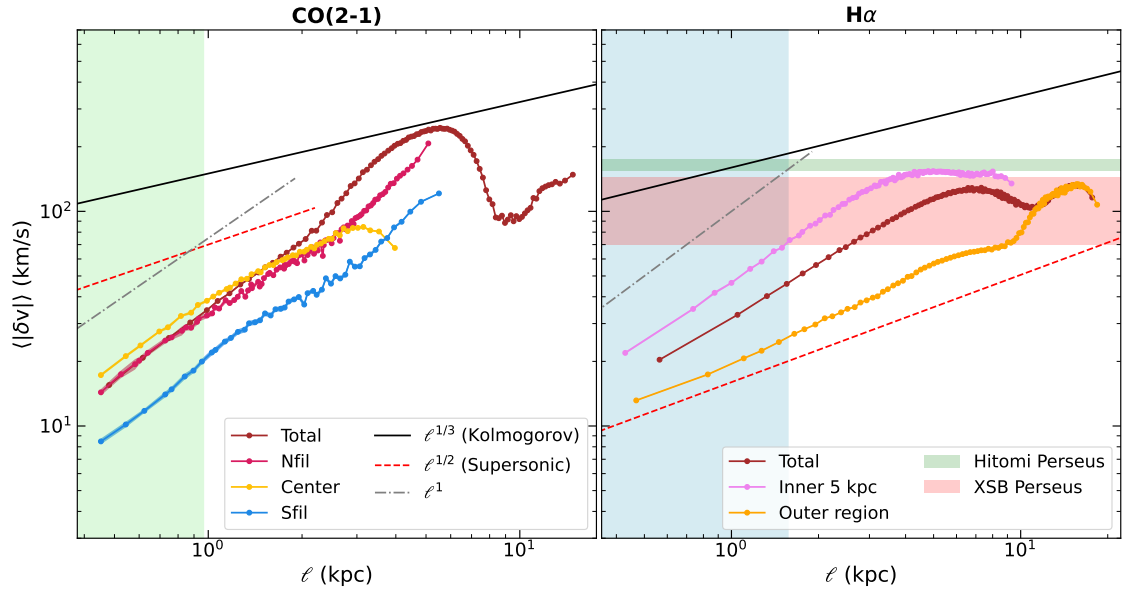 CO(2-1)
Hα
⟨|δv|⟩ (km/s)
10²
10¹
Total
Nfil
Center
Sfil
ℓ^{1/3} (Kolmogorov)
ℓ^{1/2} (Supersonic)
ℓ¹
Total
Inner 5 kpc
Outer region
Hitomi Perseus
XSB Perseus
10⁰
10¹
10⁰
10¹
ℓ (kpc)
ℓ (kpc)